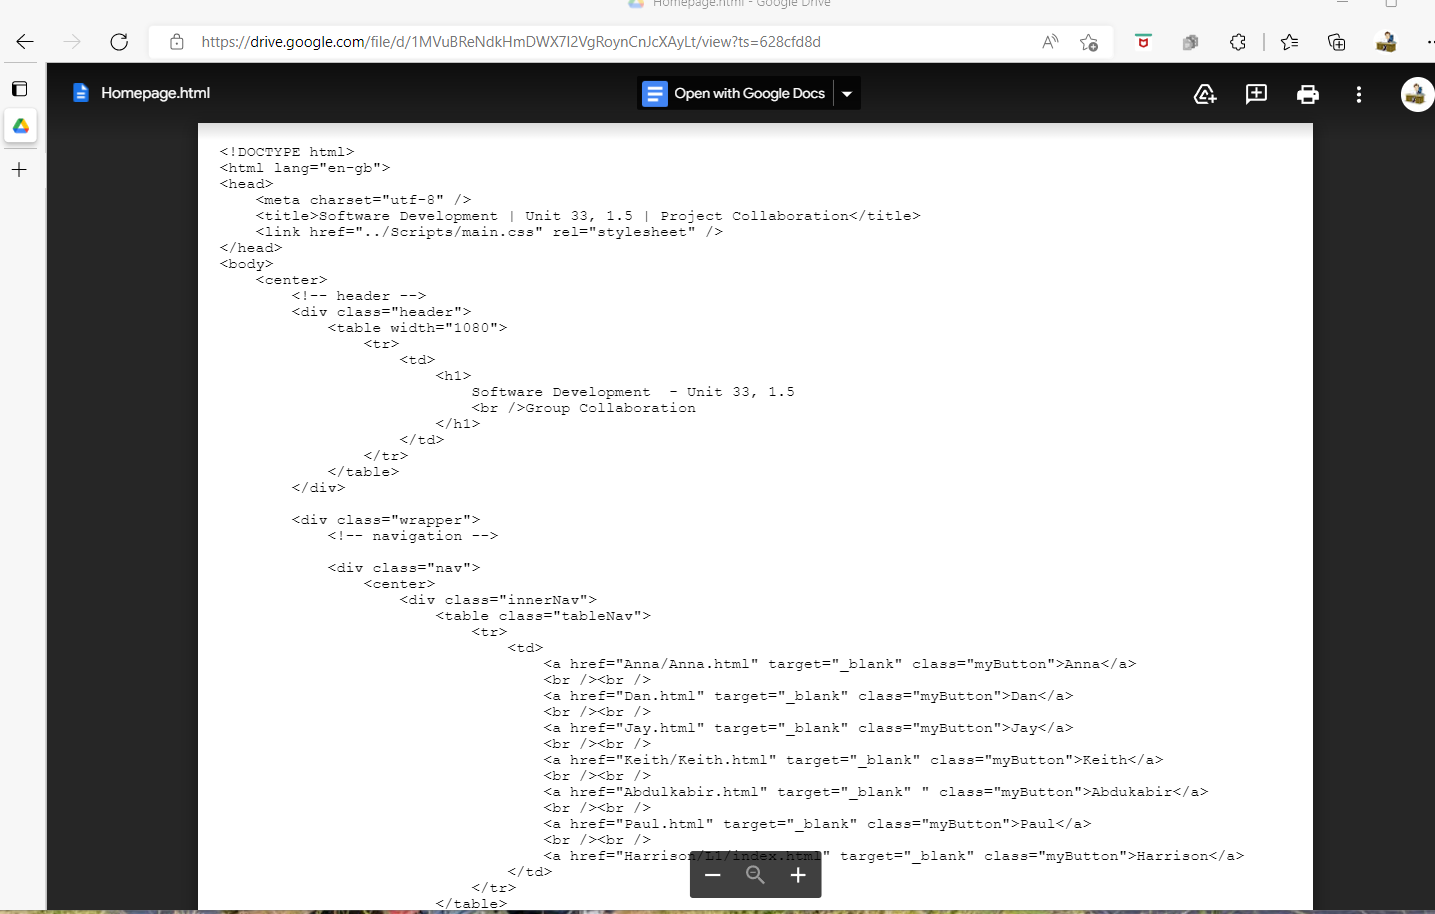 Homepage.html - Google Drive
https://drive.google.com/file/d/1MVuBReNdkHmDWX7I2VgRoynCnJcXAyLt/view?ts=628cfd8d
Homepage.html
Open with Google Docs
<!DOCTYPE html>
<html lang="en-gb">
<head>
    <meta charset="utf-8" />
    <title>Software Development | Unit 33, 1.5 | Project Collaboration</title>
    <link href="../Scripts/main.css" rel="stylesheet" />
</head>
<body>
    <center>
        <!-- header -->
        <div class="header">
            <table width="1080">
                <tr>
                    <td>
                        <h1>
                            Software Development  - Unit 33, 1.5
                            <br />Group Collaboration
                        </h1>
                    </td>
                </tr>
            </table>
        </div>
        <div class="wrapper">
            <!-- navigation -->
            <div class="nav">
                <center>
                    <div class="innerNav">
                        <table class="tableNav">
                            <tr>
                                <td>
                                    <a href="Anna/Anna.html" target="_blank" class="myButton">Anna</a>
                                    <br /><br />
                                    <a href="Dan.html" target="_blank" class="myButton">Dan</a>
                                    <br /><br />
                                    <a href="Jay.html" target="_blank" class="myButton">Jay</a>
                                    <br /><br />
                                    <a href="Keith/Keith.html" target="_blank" class="myButton">Keith</a>
                                    <br /><br />
                                    <a href="Abdulkabir.html" target="_blank" " class="myButton">Abdukabir</a>
                                    <br /><br />
                                    <a href="Paul.html" target="_blank" class="myButton">Paul</a>
                                    <br /><br />
                                    <a href="Harrison/L1/index.html" target="_blank" class="myButton">Harrison</a>
                                </td>
                            </tr>
                        </table>